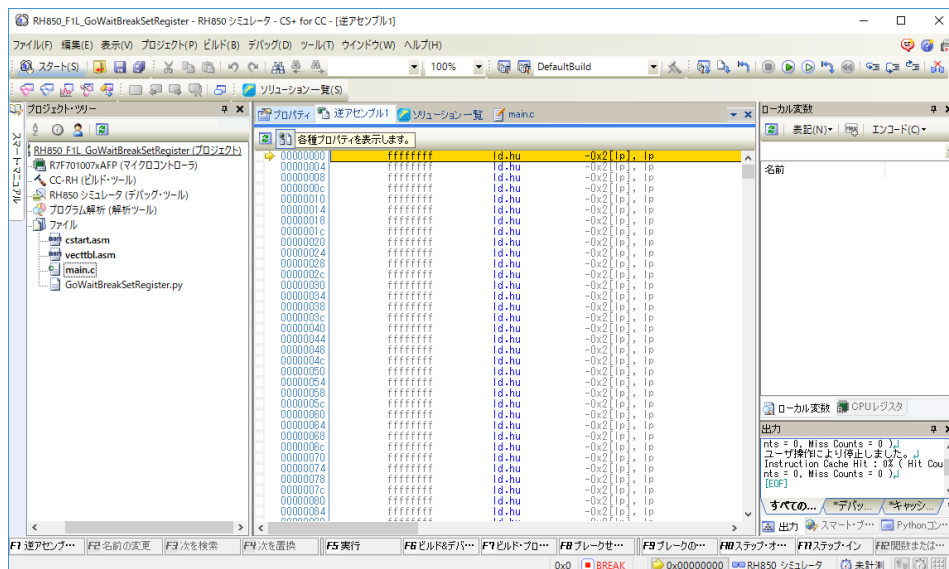 RH850_F1L_GoWaitBreakSetRegister - RH850 シミュレータ - CS+ for CC - [逆アセンブル1]
ファイル(F) 編集(E) 表示(V) プロジェクト(P) ビルド(B) デバッグ(D) ツール(T) ウインドウ(W) ヘルプ(H)
スタート(S) 100% DefaultBuild
ソリューション一覧(S)
スマート・マニュアル
プロジェクト・ツリー
RH850_F1L_GoWaitBreakSetRegister (プロジェクト)
R7F701007xAFP (マイクロコントローラ)
CC-RH (ビルド・ツール)
RH850 シミュレータ (デバッグ・ツール)
プログラム解析 (解析ツール)
ファイル
cstart.asm
vecttbl.asm
main.c
GoWaitBreakSetRegister.py
プロパティ 逆アセンブル1 ソリューション一覧 main.c
各種プロパティを表示します。
00000000 ffffffff ld.hu -0x2[lp], lp
00000004 ffffffff ld.hu -0x2[lp], lp
00000008 ffffffff ld.hu -0x2[lp], lp
0000000c ffffffff ld.hu -0x2[lp], lp
00000010 ffffffff ld.hu -0x2[lp], lp
00000014 ffffffff ld.hu -0x2[lp], lp
00000018 ffffffff ld.hu -0x2[lp], lp
0000001c ffffffff ld.hu -0x2[lp], lp
00000020 ffffffff ld.hu -0x2[lp], lp
00000024 ffffffff ld.hu -0x2[lp], lp
00000028 ffffffff ld.hu -0x2[lp], lp
0000002c ffffffff ld.hu -0x2[lp], lp
00000030 ffffffff ld.hu -0x2[lp], lp
00000034 ffffffff ld.hu -0x2[lp], lp
00000038 ffffffff ld.hu -0x2[lp], lp
0000003c ffffffff ld.hu -0x2[lp], lp
00000040 ffffffff ld.hu -0x2[lp], lp
00000044 ffffffff ld.hu -0x2[lp], lp
00000048 ffffffff ld.hu -0x2[lp], lp
0000004c ffffffff ld.hu -0x2[lp], lp
00000050 ffffffff ld.hu -0x2[lp], lp
00000054 ffffffff ld.hu -0x2[lp], lp
00000058 ffffffff ld.hu -0x2[lp], lp
0000005c ffffffff ld.hu -0x2[lp], lp
00000060 ffffffff ld.hu -0x2[lp], lp
00000064 ffffffff ld.hu -0x2[lp], lp
00000068 ffffffff ld.hu -0x2[lp], lp
0000006c ffffffff ld.hu -0x2[lp], lp
00000070 ffffffff ld.hu -0x2[lp], lp
00000074 ffffffff ld.hu -0x2[lp], lp
00000078 ffffffff ld.hu -0x2[lp], lp
0000007c ffffffff ld.hu -0x2[lp], lp
00000080 ffffffff ld.hu -0x2[lp], lp
00000084 ffffffff ld.hu -0x2[lp], lp
ローカル変数
表記(N) エンコード(C)
名前
ローカル変数 CPUレジスタ
出力
nts = 0, Miss Counts = 0 )
ユーザ操作により停止しました。
Instruction Cache Hit : 0% ( Hit Cou
nts = 0, Miss Counts = 0 )
[EOF]
すべての... *デバッ... *キャッシ...
出力 スマート・ブ… Pythonコン…
F1 逆アセンブ… F2 名前の変更 F3 次を検索 F4 次を置換 F5 実行 F6 ビルド&デバ… F7 ビルド・プロ… F8 ブレークせ… F9 ブレークの… F10 ステップ・オ… F11 ステップ・イン F12 関数または…
0x0 BREAK 0x00000000 RH850 シミュレータ 未計測